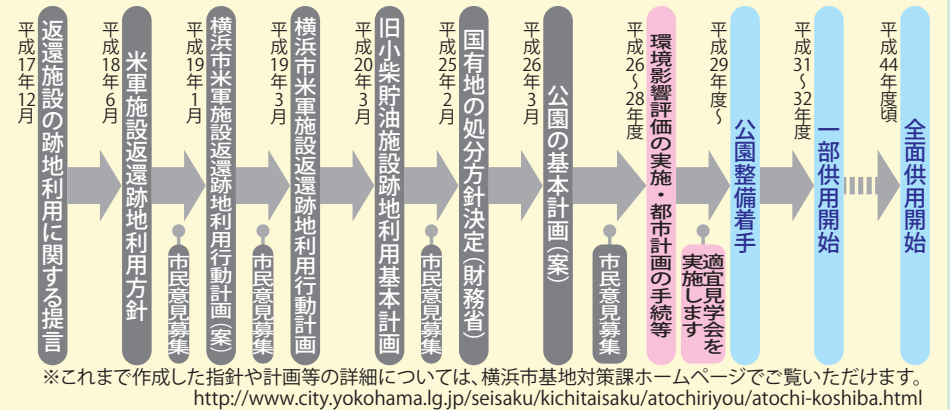 平成17年12月
返還施設の跡地利用に関する提言
平成18年6月
米軍施設返還跡地利用方針
市民意見募集
平成19年1月
横浜市米軍施設返還跡地利用行動計画(案)
市民意見募集
平成19年3月
横浜市米軍施設返還跡地利用行動計画
平成20年3月
旧小柴貯油施設跡地利用基本計画
市民意見募集
平成25年2月
国有地の処分方針決定(財務省)
平成26年3月
公園の基本計画(案)
市民意見募集
平成26~28年度
環境影響評価の実施・都市計画の手続等
適宜見学会を
実施します
平成29年度~
公園整備着手
平成31~32年度
一部供用開始
平成44年度頃
全面供用開始
※これまで作成した指針や計画等の詳細については、横浜市基地対策課ホームページでご覧いただけます。
http://www.city.yokohama.lg.jp/seisaku/kichitaisaku/atochiriyou/atochi-koshiba.html